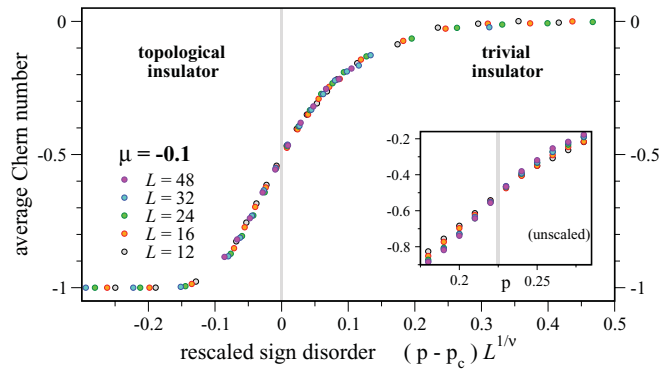 topological
insulator
trivial
insulator
average Chern number
0
-0.5
-1
0
-0.5
-1
μ = -0.1
L = 48
L = 32
L = 24
L = 16
L = 12
-0.2
-0.4
-0.6
-0.8
(unscaled)
0.2
p
0.25
-0.2
-0.1
0
0.1
0.2
0.3
0.4
0.5
rescaled sign disorder ( p - p_c ) L^{1/ν}